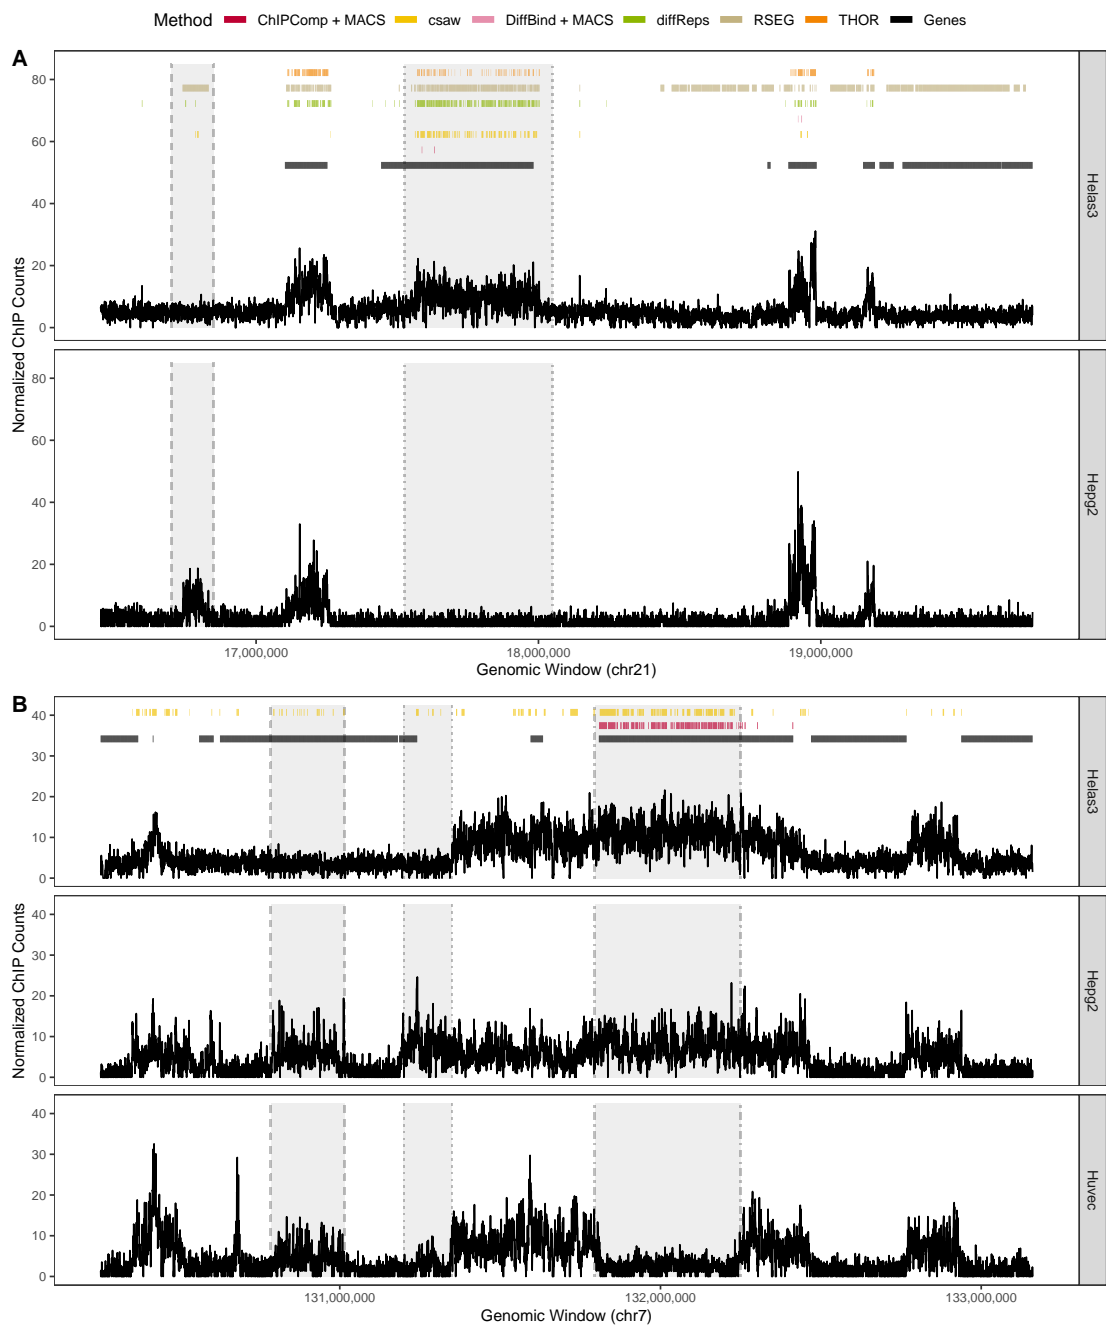 Method ChIPComp + MACS csaw DiffBind + MACS diffReps RSEG THOR Genes
A
80
60
40
20
0
Helas3
Normalized ChIP Counts
80
60
40
20
0
Hepg2
17,000,000 18,000,000 19,000,000
Genomic Window (chr21)
B
40
30
20
10
0
Helas3
Normalized ChIP Counts
40
30
20
10
0
Hepg2
40
30
20
10
0
Huvec
131,000,000 132,000,000 133,000,000
Genomic Window (chr7)